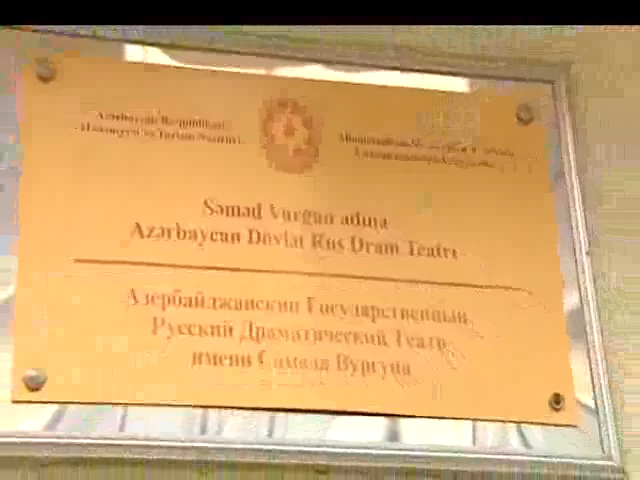 Azərbaycan Respublikası
Mədəniyyət və Turizm Nazirliyi
Səməd Vurğun adına
Azərbaycan Dövlət Rus Dram Teatrı
Азербайджанский Государственный
Русский Драматический Театр
имени Самеда Вургуна